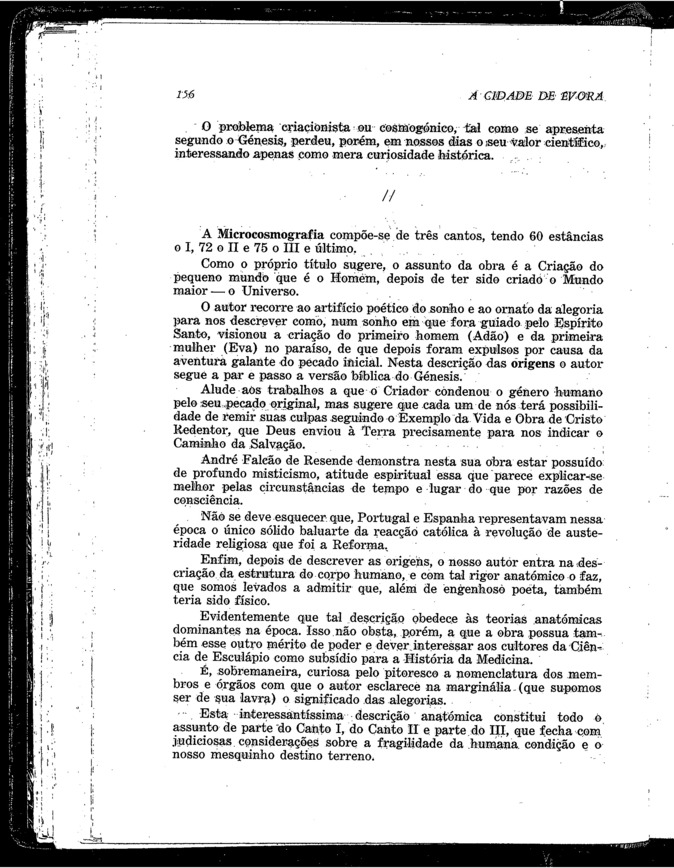 156
A CIDADE DE ÉVORA
O problema criacionista ou cosmogónico, tal como se apresenta
segundo o Génesis, perdeu, porém, em nossos dias o seu valor científico,
interessando apenas como mera curiosidade histórica.
//
A Microcosmografia compõe-se de três cantos, tendo 60 estâncias
o I, 72 o II e 75 o III e último.
Como o próprio título sugere, o assunto da obra é a Criação do
pequeno mundo que é o Homem, depois de ter sido criado o Mundo
maior — o Universo.
O autor recorre ao artifício poético do sonho e ao ornato da alegoria
para nos descrever como, num sonho em que fora guiado pelo Espírito
Santo, visionou a criação do primeiro homem (Adão) e da primeira
mulher (Eva) no paraíso, de que depois foram expulsos por causa da
aventura galante do pecado inicial. Nesta descrição das origens o autor
segue a par e passo a versão bíblica do Génesis.
Alude aos trabalhos a que o Criador condenou o género humano
pelo seu pecado original, mas sugere que cada um de nós terá possibili-
dade de remir suas culpas seguindo o Exemplo da Vida e Obra de Cristo
Redentor, que Deus enviou à Terra precisamente para nos indicar o
Caminho da Salvação.
André Falcão de Resende demonstra nesta sua obra estar possuído
de profundo misticismo, atitude espiritual essa que parece explicar-se
melhor pelas circunstâncias de tempo e lugar do que por razões de
consciência.
Não se deve esquecer que, Portugal e Espanha representavam nessa
época o único sólido baluarte da reacção católica à revolução de auste-
ridade religiosa que foi a Reforma.
Enfim, depois de descrever as origens, o nosso autor entra na des-
criação da estrutura do corpo humano, e com tal rigor anatómico o faz,
que somos levados a admitir que, além de engenhoso poeta, também
teria sido físico.
Evidentemente que tal descrição obedece às teorias anatómicas
dominantes na época. Isso não obsta, porém, a que a obra possua tam-
bém esse outro mérito de poder e dever interessar aos cultores da Ciên-
cia de Esculápio como subsídio para a História da Medicina.
É, sobremaneira, curiosa pelo pitoresco a nomenclatura dos mem-
bros e órgãos com que o autor esclarece na marginália (que supomos
ser de sua lavra) o significado das alegorias.
Esta interessantíssima descrição anatómica constitui todo o
assunto de parte do Canto I, do Canto II e parte do III, que fecha com
judiciosas considerações sobre a fragilidade da humana condição e o
nosso mesquinho destino terreno.